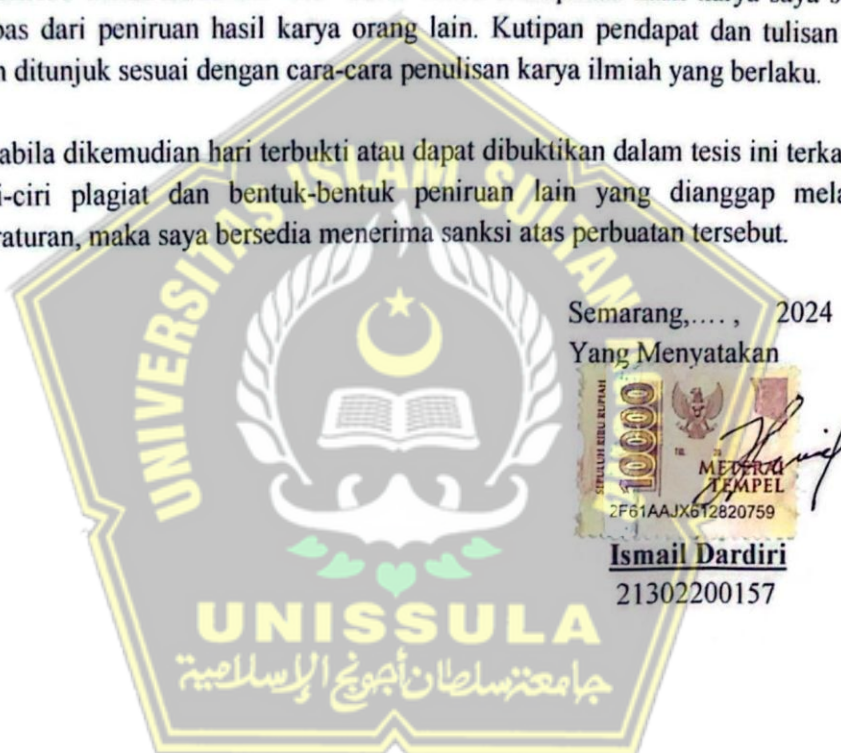 bas dari peniruan hasil karya orang lain. Kutipan pendapat dan tulisan
n ditunjuk sesuai dengan cara-cara penulisan karya ilmiah yang berlaku.
abila dikemudian hari terbukti atau dapat dibuktikan dalam tesis ini terka
i-ciri plagiat dan bentuk-bentuk peniruan lain yang dianggap mela
raturan, maka saya bersedia menerima sanksi atas perbuatan tersebut.
UNIVERSITAS ISLAM SULTAN
Semarang,...., 2024
Yang Menyatakan
SEPULUH RIBU RUPIAH
10000
METERAI
TEMPEL
2F61AAJX612820759
Ismail Dardiri
21302200157
UNISSULA
جامعة سلطان أجونج الإسلامية